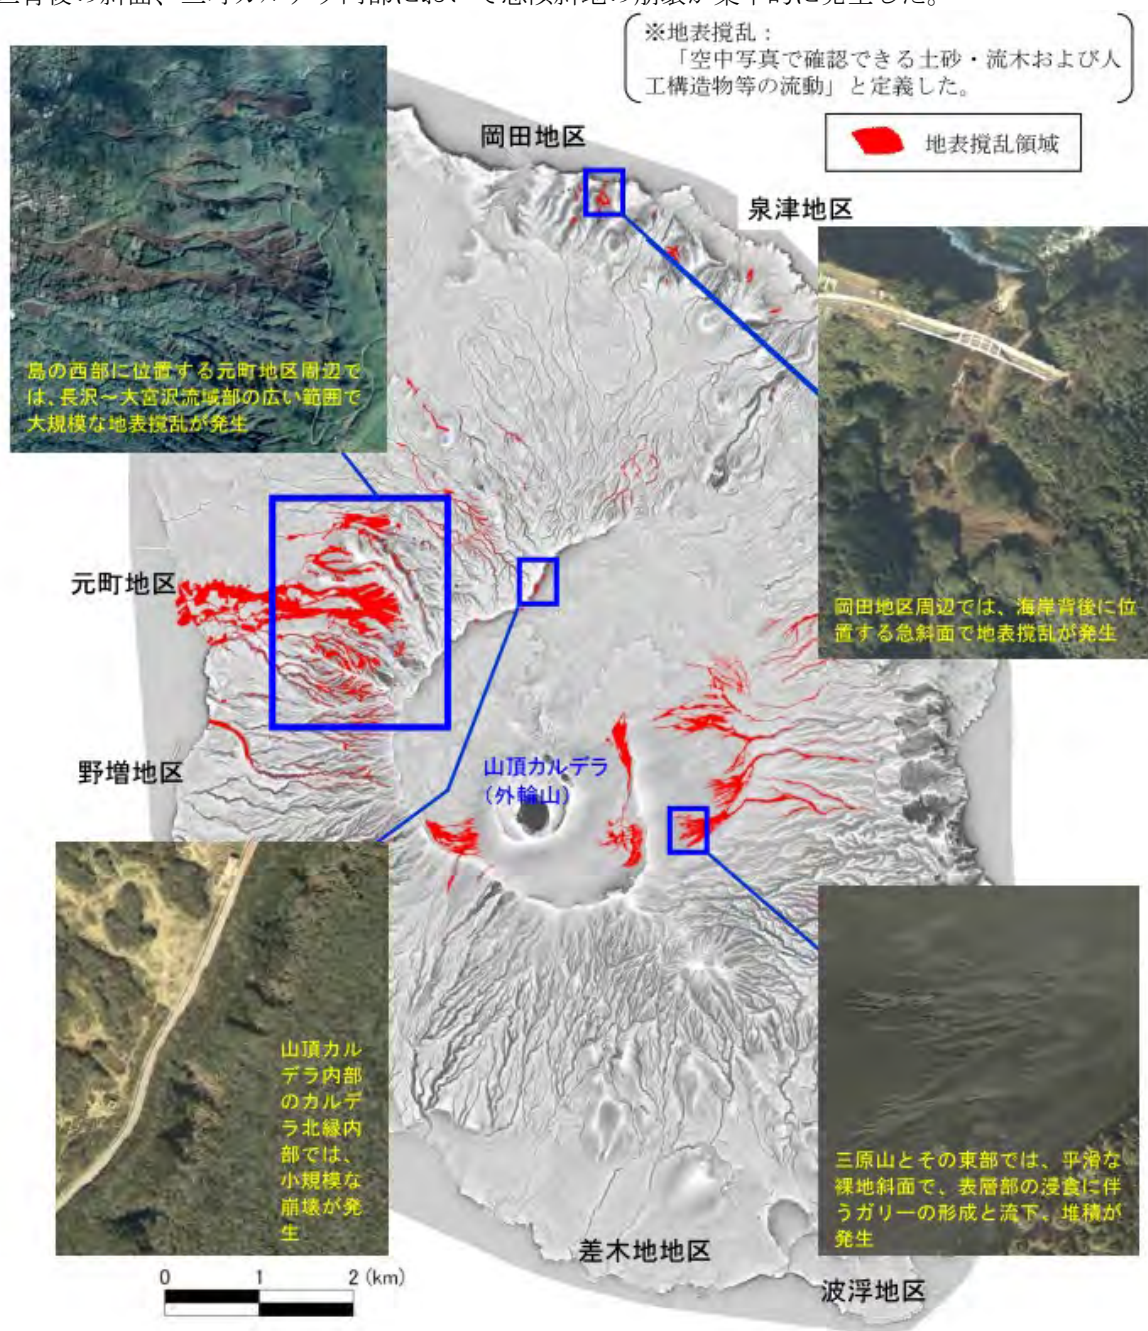 ※地表撹乱：
「空中写真で確認できる土砂・流木および人
工構造物等の流動」と定義した。
地表撹乱領域
岡田地区
泉津地区
島の西部に位置する元町地区周辺で
は、長沢～大宮沢流域部の広い範囲で
大規模な地表撹乱が発生
元町地区
岡田地区周辺では、海岸背後に位
置する急斜面で地表撹乱が発生
野増地区
山頂カルデラ
（外輪山）
山頂カル
デラ内部
のカルデ
ラ北縁内
部では、
小規模な
崩壊が発
生
三原山とその東部では、平滑な
裸地斜面で、表層部の浸食に伴
うガリーの形成と流下、堆積が
発生
差木地地区
波浮地区
0 1 2 (km)